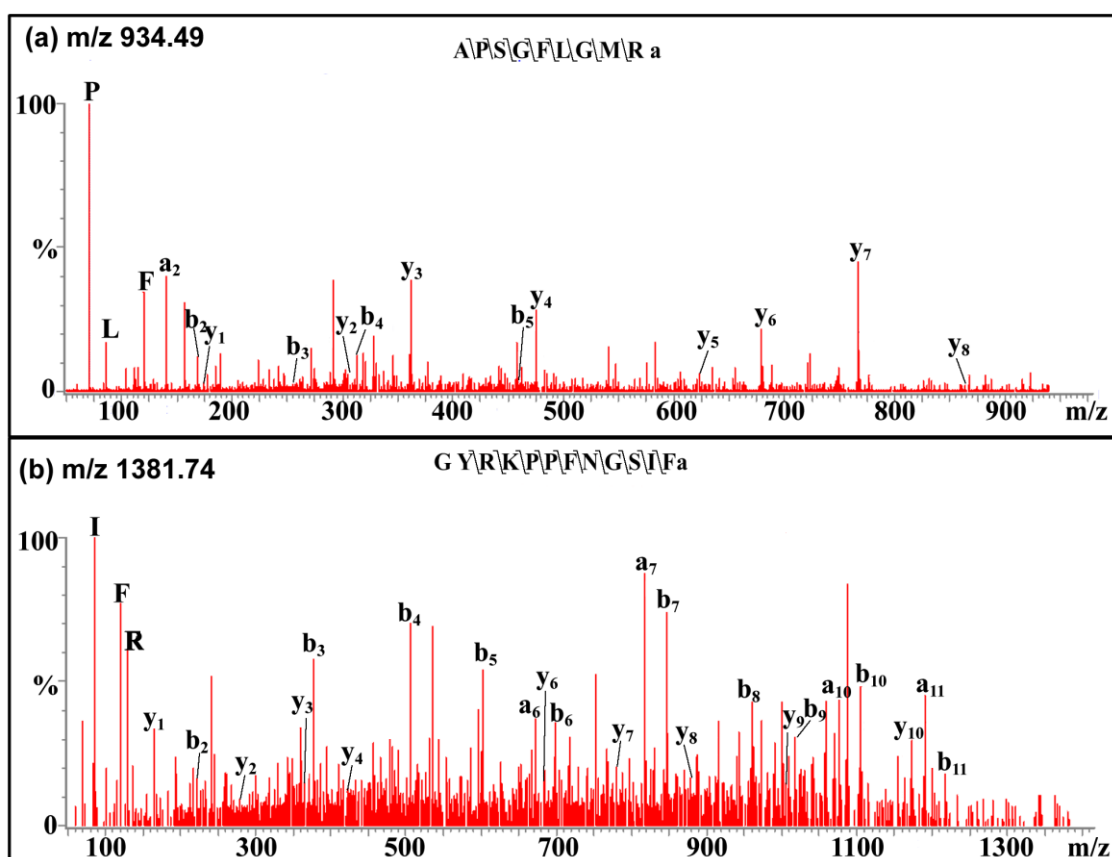 (a) m/z 934.49
APSGFLGMR a
100
%
0
P
L
F
a₂
b₂
y₁
b₃
y₂
b₄
y₃
b₅
y₄
y₅
y₆
y₇
y₈
100 200 300 400 500 600 700 800 900 m/z
(b) m/z 1381.74
GYRKPPFNGSIFa
100
%
0
I
F
R
y₁
b₂
y₂
y₃
b₃
y₄
b₄
b₅
a₆
y₆
b₆
y₇
a₇
b₇
y₈
b₈
y₉
b₉
a₁₀
b₁₀
y₁₀
a₁₁
b₁₁
100 300 500 700 900 1100 1300 m/z